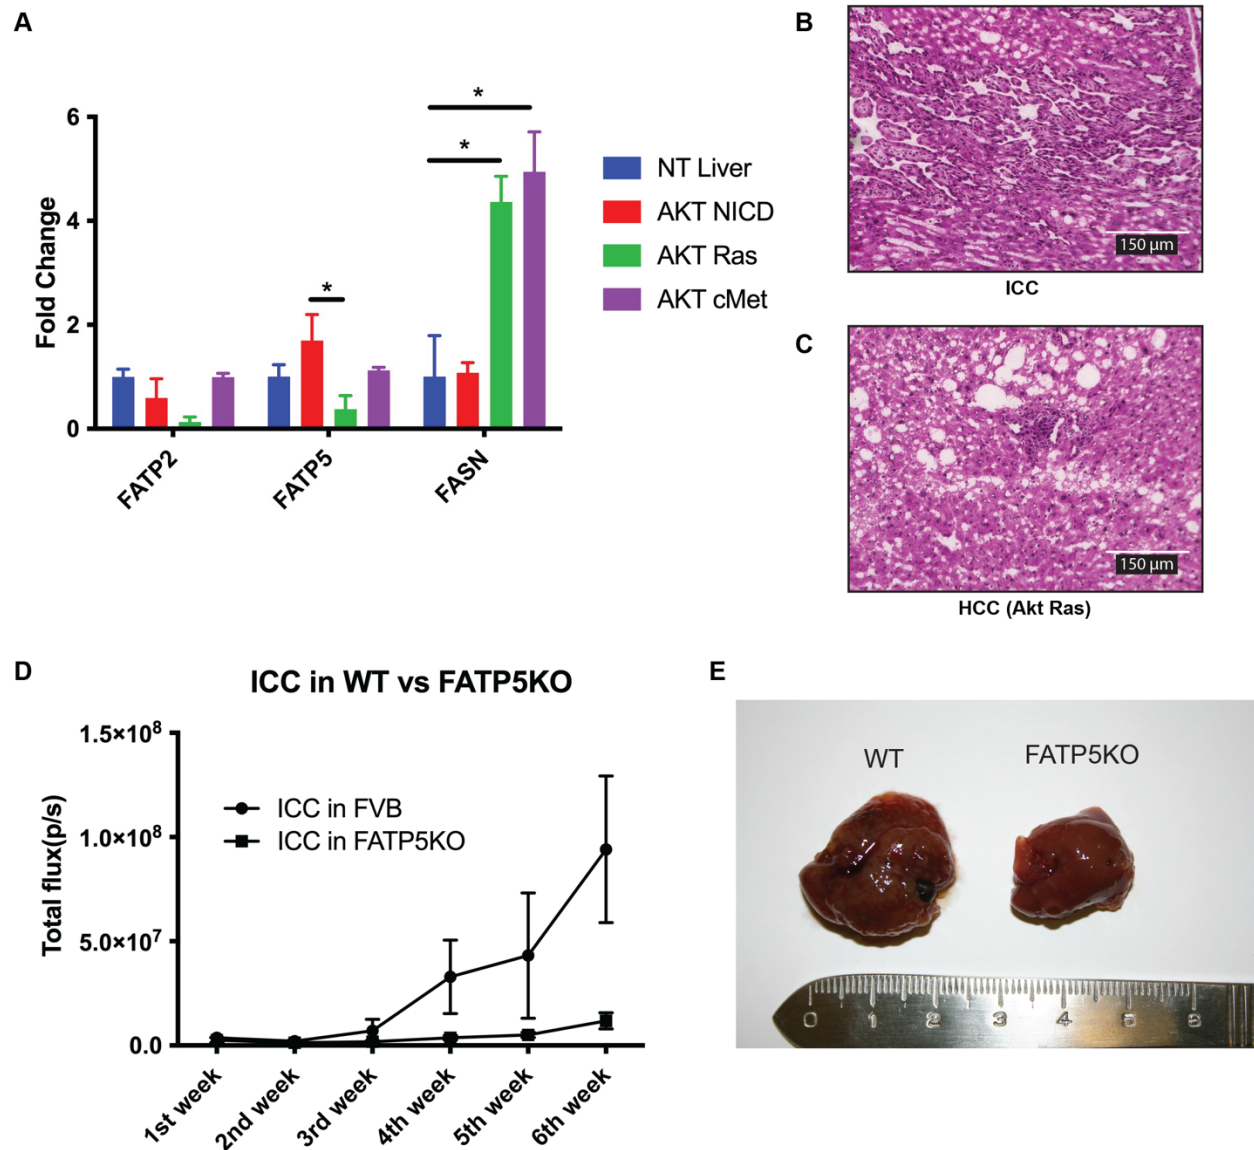 A
6
4
2
0
Fold Change
*
*
*
FATP2
FATP5
FASN
NT Liver
AKT NICD
AKT Ras
AKT cMet
B
150 µm
ICC
C
150 µm
HCC (Akt Ras)
D
ICC in WT vs FATP5KO
1.5×10⁸
1.0×10⁸
5.0×10⁷
0.0
Total flux(p/s)
ICC in FVB
ICC in FATP5KO
1st week
2nd week
3rd week
4th week
5th week
6th week
E
WT
FATP5KO
0 1 2 3 4 5 6